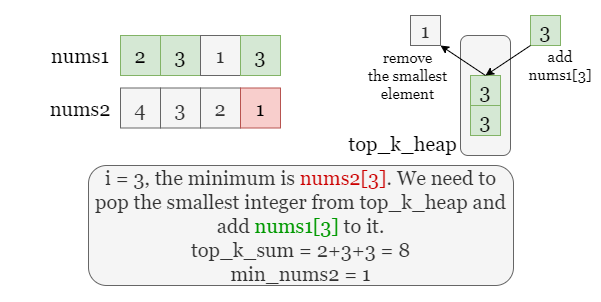 nums1 2 3 1 3
nums2 4 3 2 1
1
3
remove
the smallest
element
add
nums1[3]
3
3
top_k_heap
i = 3, the minimum is nums2[3]. We need to
pop the smallest integer from top_k_heap and
add nums1[3] to it.
top_k_sum = 2+3+3 = 8
min_nums2 = 1